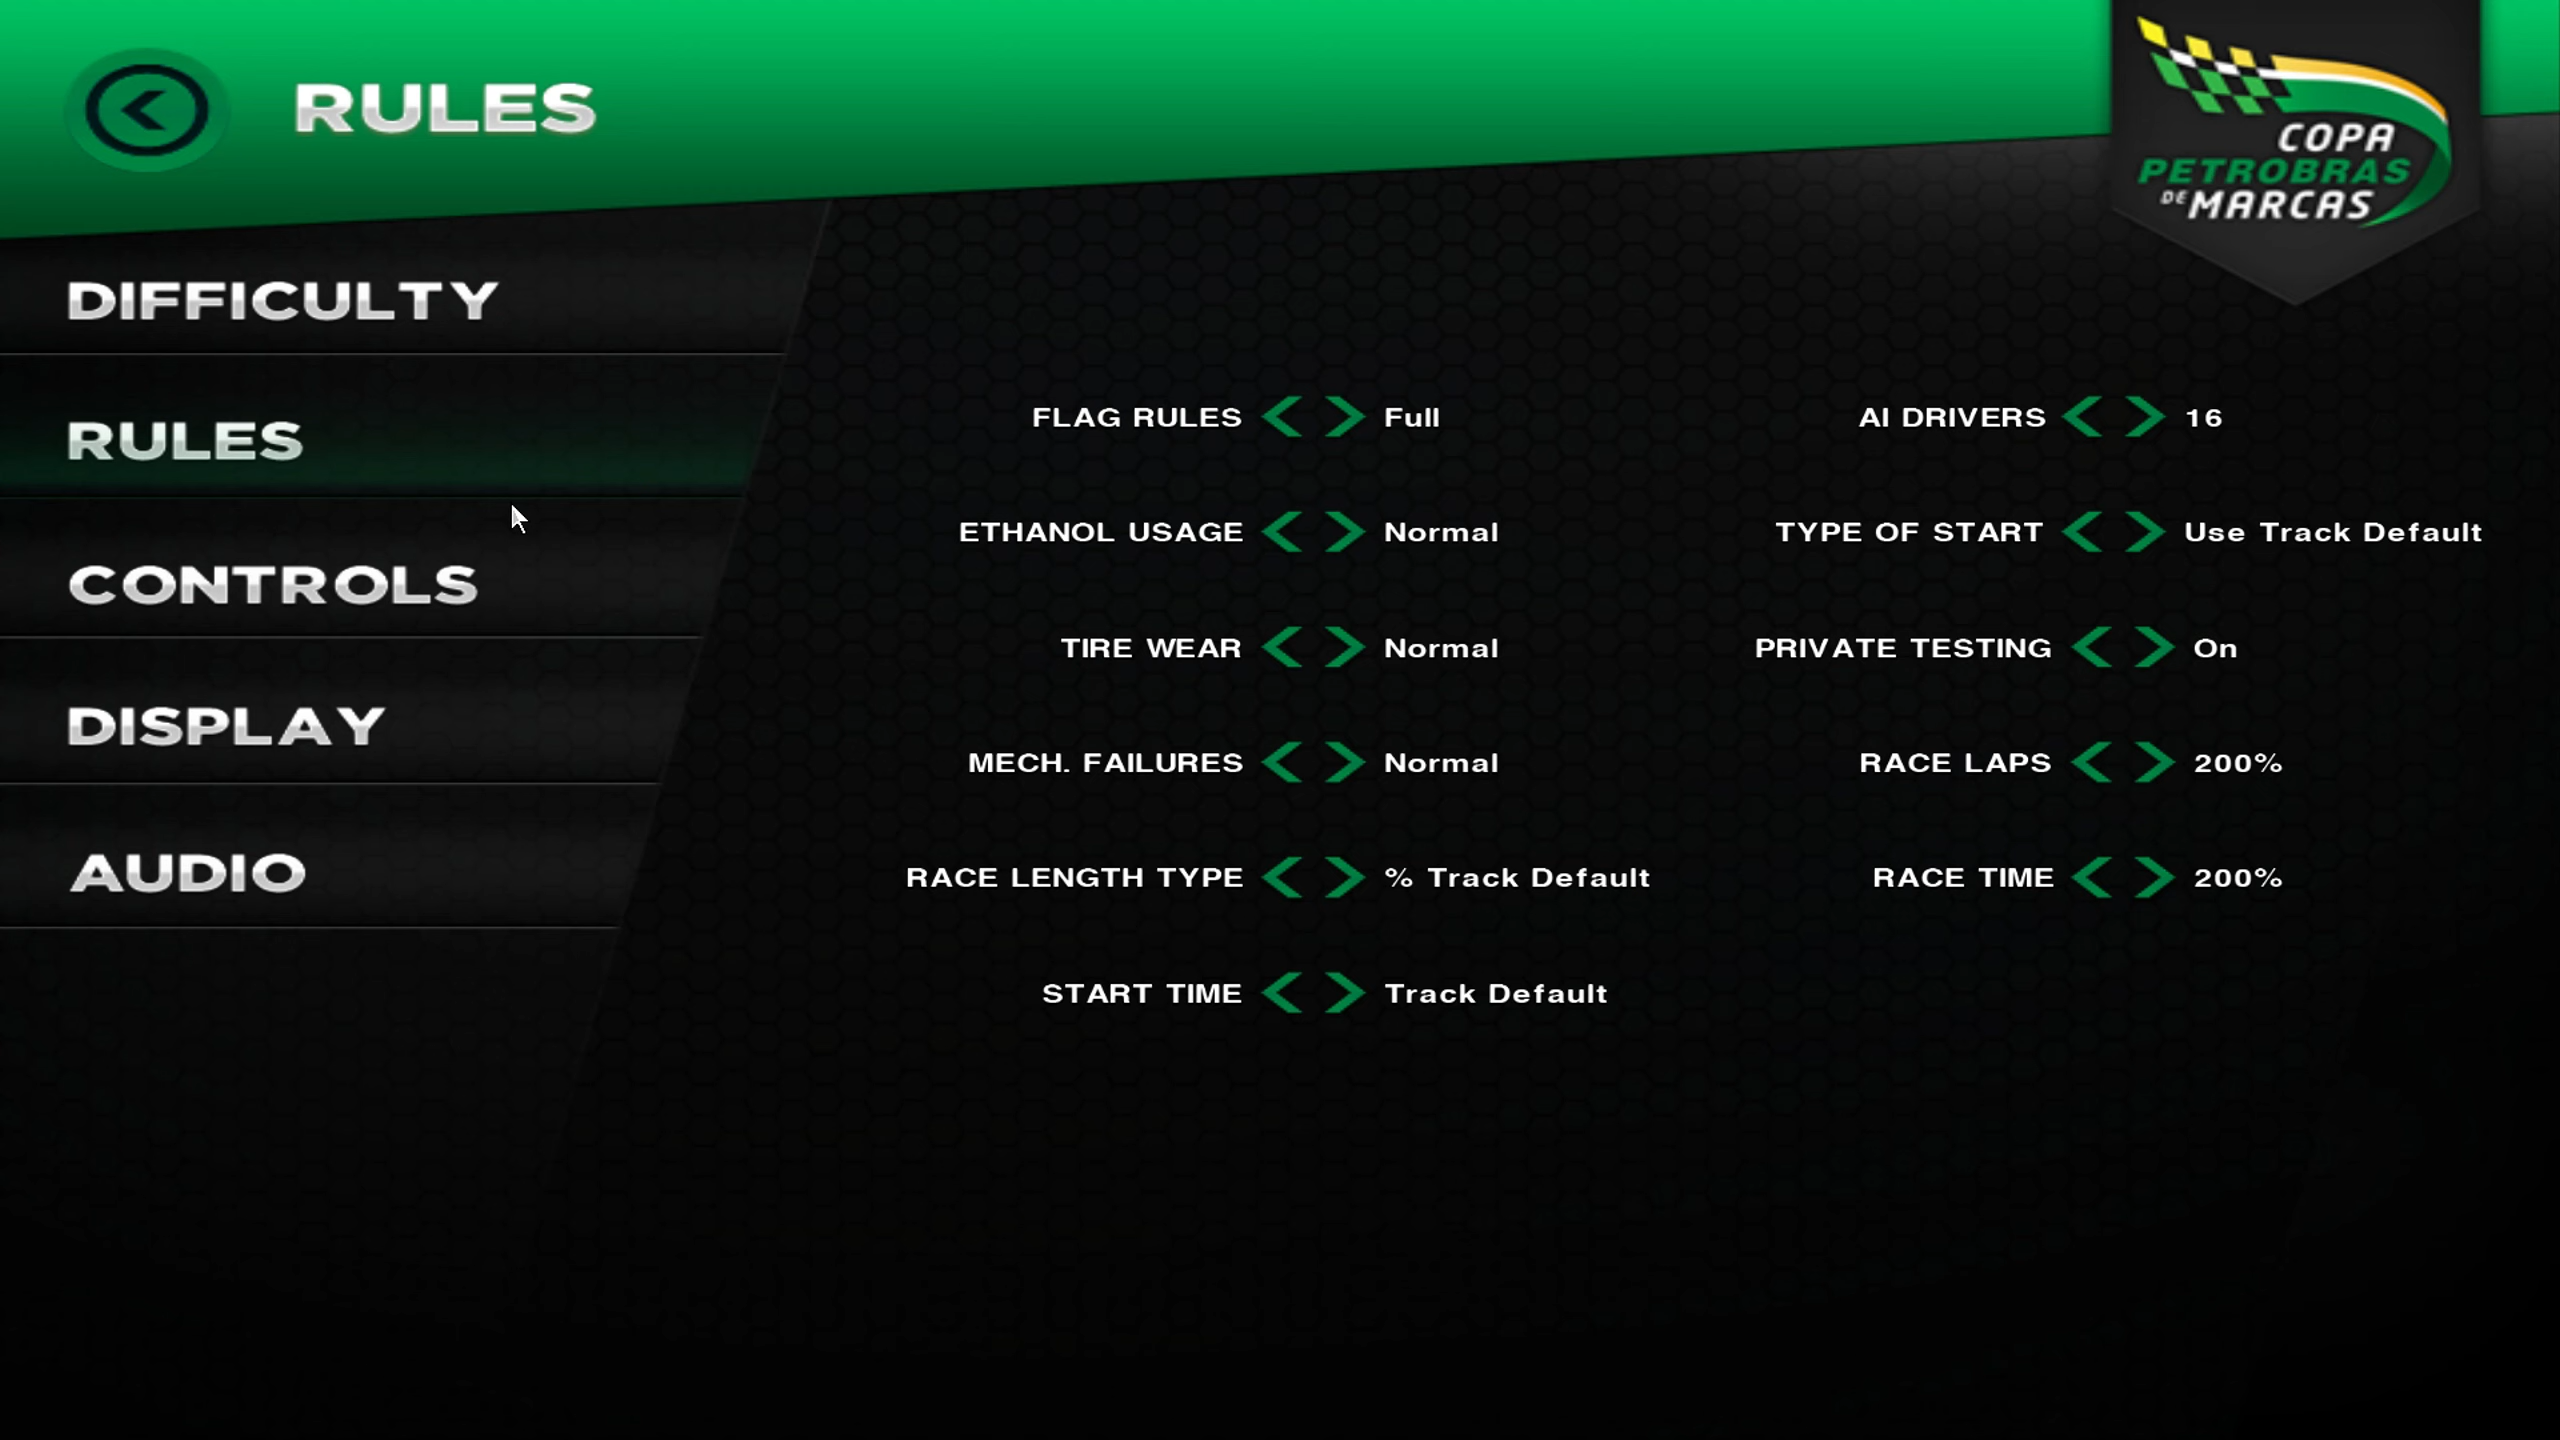 RULES
COPA
PETROBRAS
DE MARCAS
DIFFICULTY
RULES
CONTROLS
DISPLAY
AUDIO
FLAG RULES Full
ETHANOL USAGE Normal
TIRE WEAR Normal
MECH. FAILURES Normal
RACE LENGTH TYPE % Track Default
START TIME Track Default
AI DRIVERS 16
TYPE OF START Use Track Default
PRIVATE TESTING On
RACE LAPS 200%
RACE TIME 200%